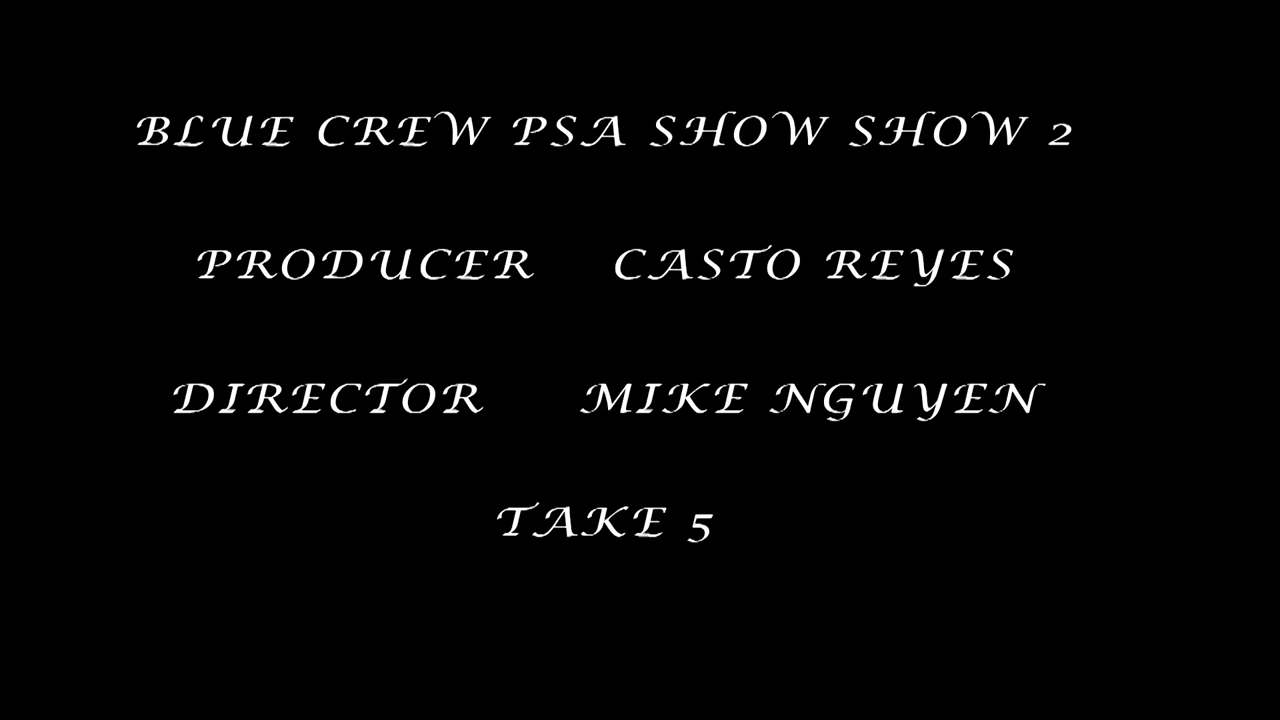 BLUE CREW PSA SHOW SHOW 2
PRODUCER CASTO REYES
DIRECTOR MIKE NGUYEN
TAKE 5